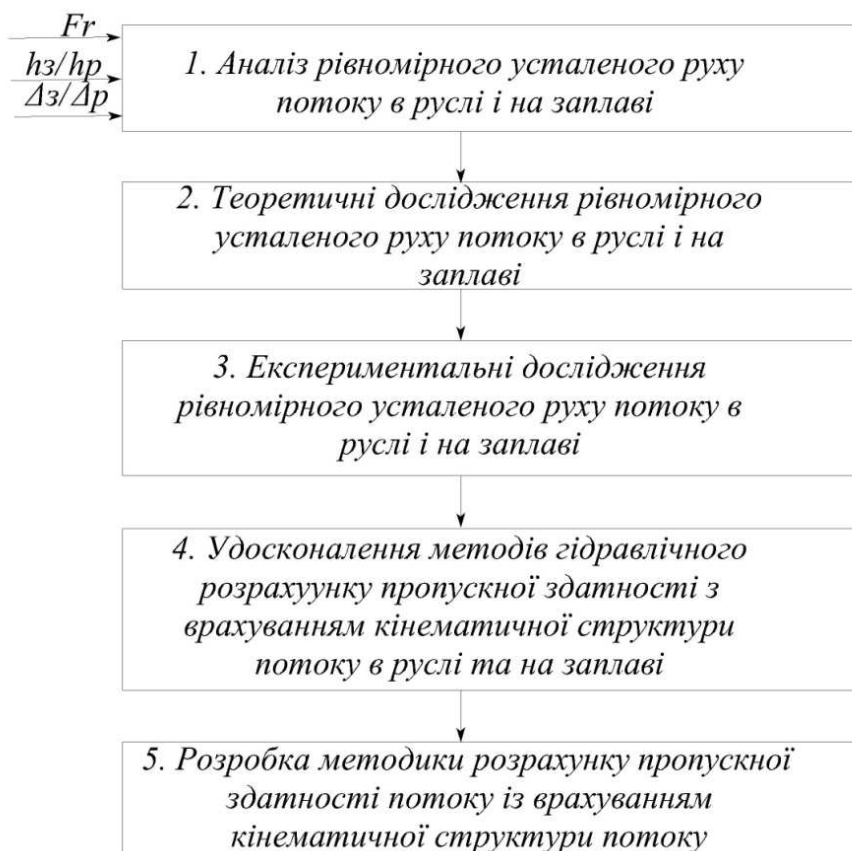 Fr
hз/hр
Δз/Δр
1. Аналіз рівномірного усталеного руху
потоку в руслі і на заплаві
2. Теоретичні дослідження рівномірного
усталеного руху потоку в руслі і на
заплаві
3. Експериментальні дослідження
рівномірного усталеного руху потоку в
руслі і на заплаві
4. Удосконалення методів гідравлічного
розрахуунку пропускної здатності з
врахуванням кінематичної структури
потоку в руслі та на заплаві
5. Розробка методики розрахунку пропускної
здатності потоку із врахуванням
кінематичної структури потоку